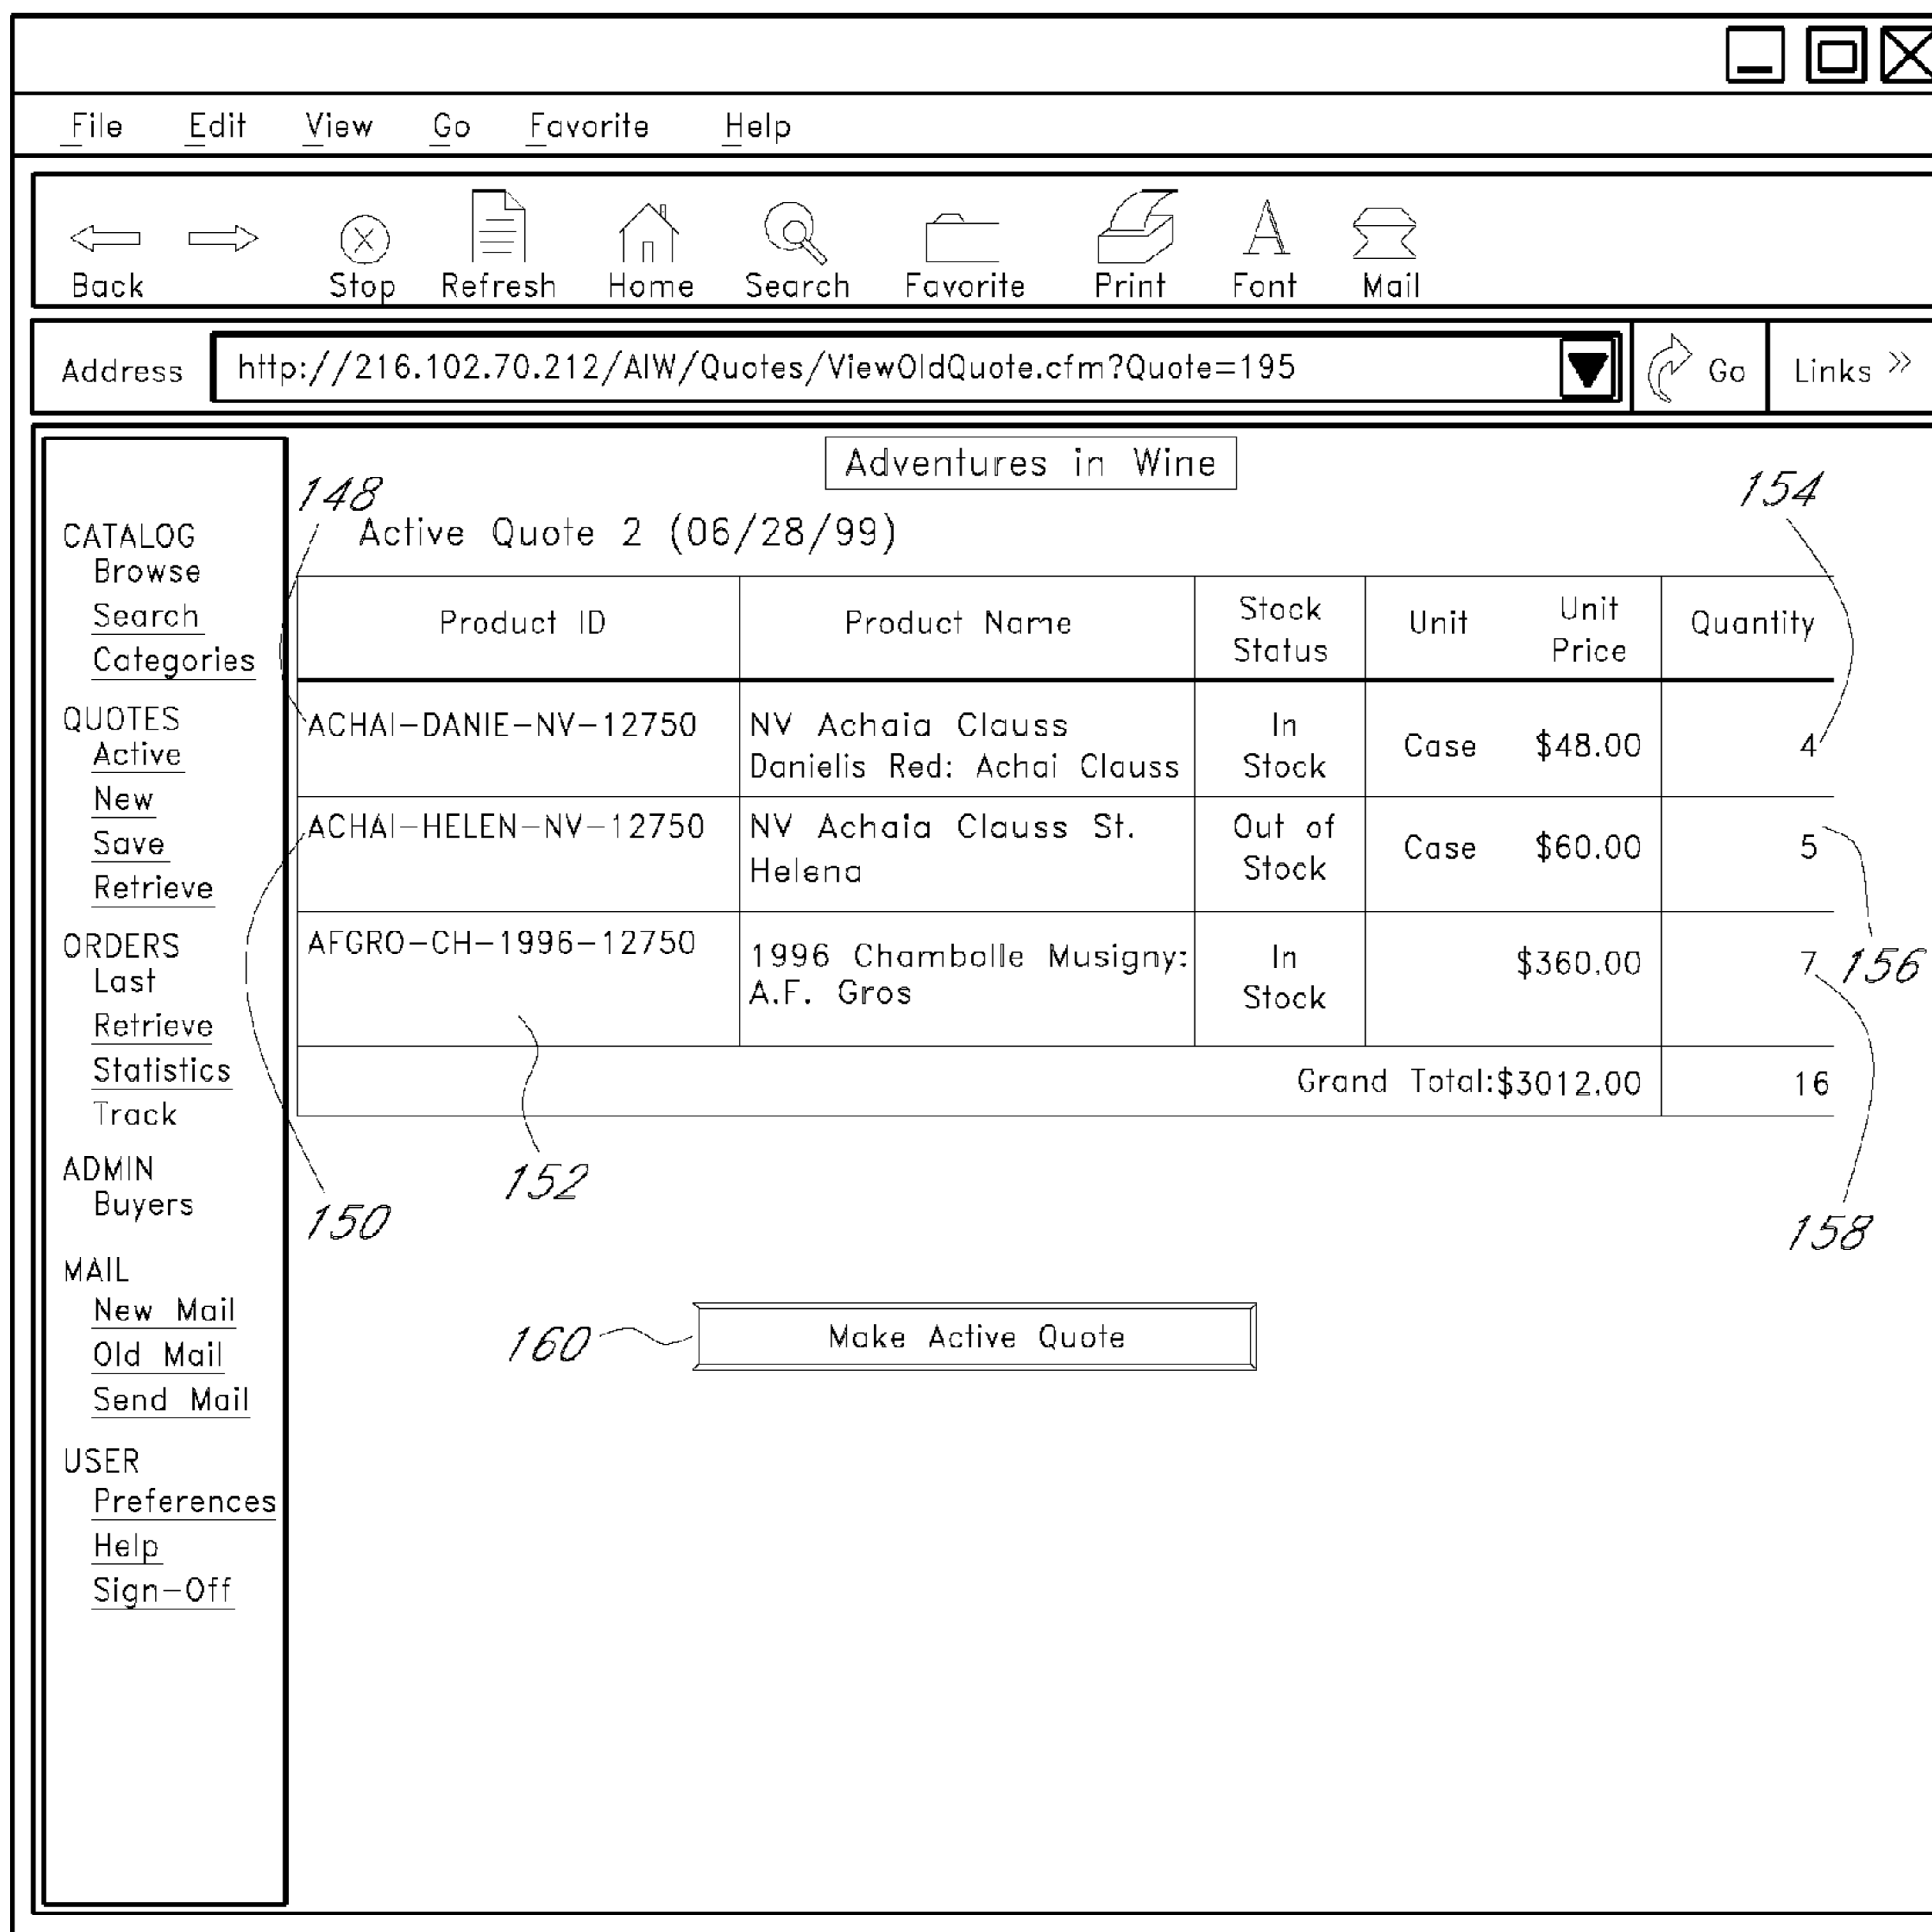 File Edit View Go Favorite Help
Back Stop Refresh Home Search Favorite Print Font Mail
Address http://216.102.70.212/AIW/Quotes/ViewOldQuote.cfm?Quote=195 Go Links »
Adventures in Wine
148
154
Active Quote 2 (06/28/99)
CATALOG
Browse
Search
Categories
QUOTES
Active
New
Save
Retrieve
ORDERS
Last
Retrieve
Statistics
Track
ADMIN
Buyers
MAIL
New Mail
Old Mail
Send Mail
USER
Preferences
Help
Sign-Off
Product ID Product Name Stock Status Unit Unit Price Quantity
ACHAI-DANIE-NV-12750 NV Achaia Clauss In Case $48.00 4
Danielis Red: Achai Clauss Stock
ACHAI-HELEN-NV-12750 NV Achaia Clauss St. Out of Case $60.00 5
Helena Stock
AFGRO-CH-1996-12750 1996 Chambolle Musigny: In $360.00 7
A.F. Gros Stock
156
Grand Total:$3012.00 16
152
150
158
160
Make Active Quote